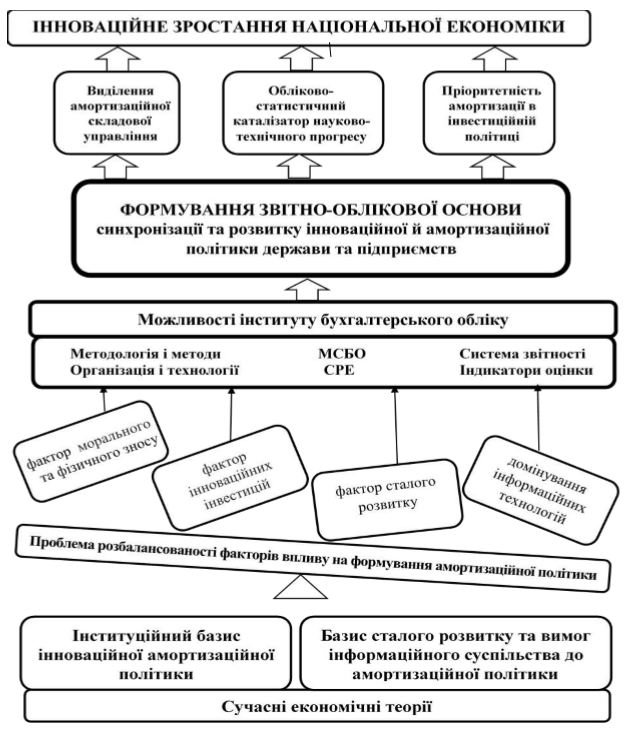 ІННОВАЦІЙНЕ ЗРОСТАННЯ НАЦІОНАЛЬНОЇ ЕКОНОМІКИ
Виділення
амортизаційної
складової
управління
Обліково-
статистичний
каталізатор науково-
технічного прогресу
Пріоритетність
амортизації в
інвестиційній
політиці
ФОРМУВАННЯ ЗВІТНО-ОБЛІКОВОЇ ОСНОВИ
синхронізації та розвитку інноваційної й амортизаційної
політики держави та підприємств
Можливості інституту бухгалтерського обліку
Методологія і методи
Організація і технології
МСБО
СРЕ
Система звітності
Індикатори оцінки
фактор морального
та фізичного зносу
фактор
інноваційних
інвестицій
фактор сталого
розвитку
домінування
інформаційних
технологій
Проблема розбалансованості факторів впливу на формування амортизаційної політики
Інституційний базис
інноваційної амортизаційної
політики
Базис сталого розвитку та вимог
інформаційного суспільства до
амортизаційної політики
Сучасні економічні теорії